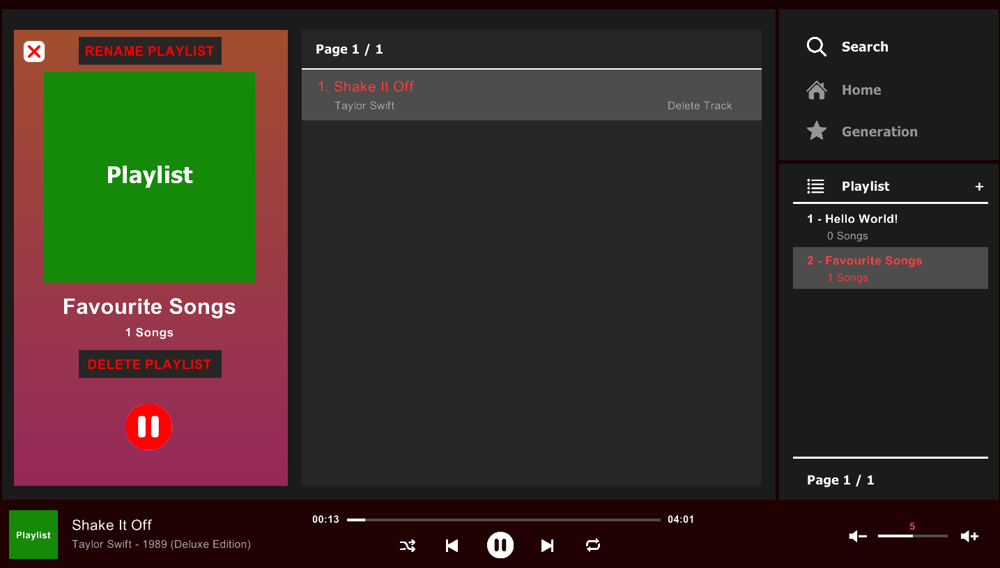 RENAME PLAYLIST
Playlist
Favourite Songs
1 Songs
DELETE PLAYLIST
Page 1 / 1
1. Shake It Off
Taylor Swift
Delete Track
Search
Home
Generation
Playlist +
1 - Hello World!
0 Songs
2 - Favourite Songs
1 Songs
Page 1 / 1
Playlist
Shake It Off
Taylor Swift - 1989 (Deluxe Edition)
00:13
04:01
5